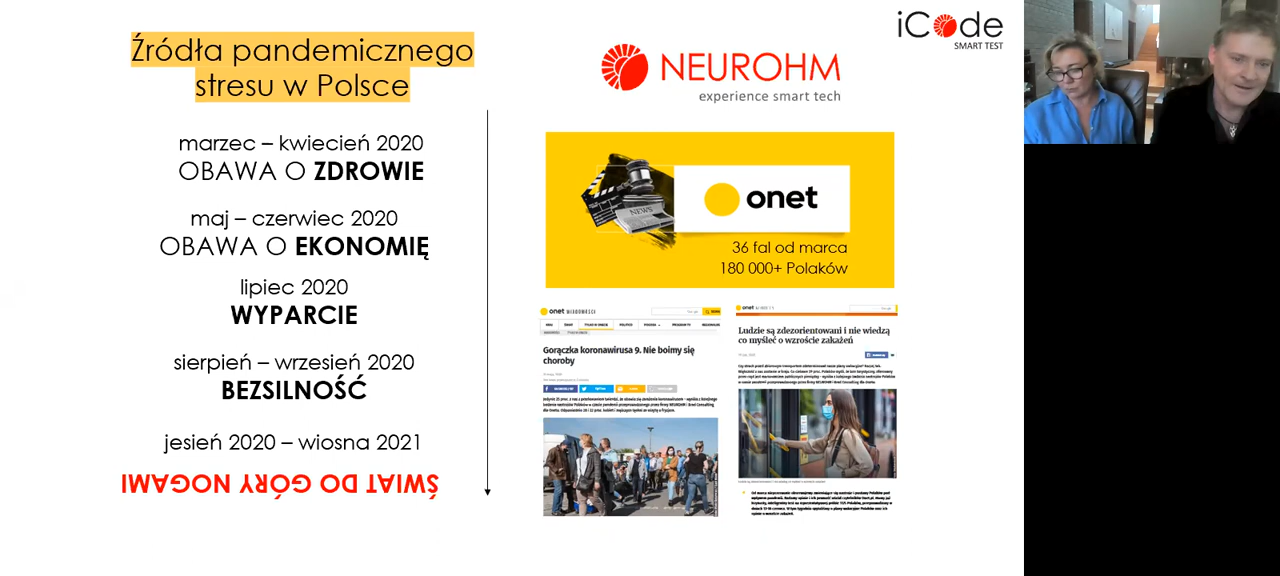 Źródła pandemicznego
stresu w Polsce
marzec – kwiecień 2020
OBAWA O ZDROWIE
maj – czerwiec 2020
OBAWA O EKONOMIĘ
lipiec 2020
WYPARCIE
sierpień – wrzesień 2020
BEZSILNOŚĆ
jesień 2020 – wiosna 2021
ŚWIAT DO GÓRY NOGAMI
iCode
SMART TEST
NEUROHM
experience smart tech
NEWS
onet
36 fal od marca
180 000+ Polaków
onet WIADOMOŚCI
Gorączka koronawirusa 9. Nie boimy się
choroby
onet
Ludzie są zdezorientowani i nie wiedzą
co myśleć o wzroście zakażeń